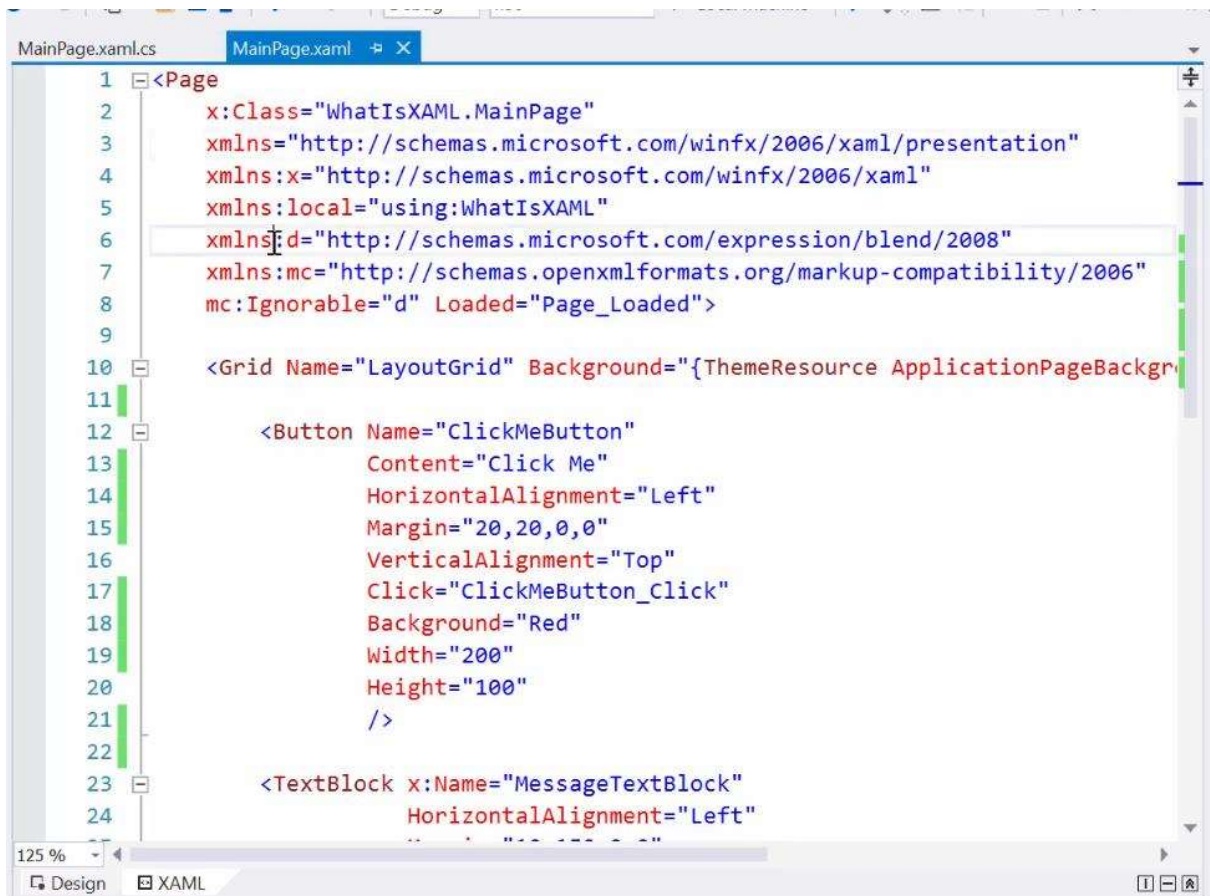 MainPage.xaml.cs MainPage.xaml
1 <Page
2 x:Class="WhatIsXAML.MainPage"
3 xmlns="http://schemas.microsoft.com/winfx/2006/xaml/presentation"
4 xmlns:x="http://schemas.microsoft.com/winfx/2006/xaml"
5 xmlns:local="using:WhatIsXAML"
6 xmlns:d="http://schemas.microsoft.com/expression/blend/2008"
7 xmlns:mc="http://schemas.openxmlformats.org/markup-compatibility/2006"
8 mc:Ignorable="d" Loaded="Page_Loaded">
9
10 <Grid Name="LayoutGrid" Background="{ThemeResource ApplicationPageBackgr
11
12 <Button Name="ClickMeButton"
13 Content="Click Me"
14 HorizontalAlignment="Left"
15 Margin="20,20,0,0"
16 VerticalAlignment="Top"
17 Click="ClickMeButton_Click"
18 Background="Red"
19 Width="200"
20 Height="100"
21 />
22
23 <TextBlock x:Name="MessageTextBlock"
24 HorizontalAlignment="Left"
125 %
Design XAML